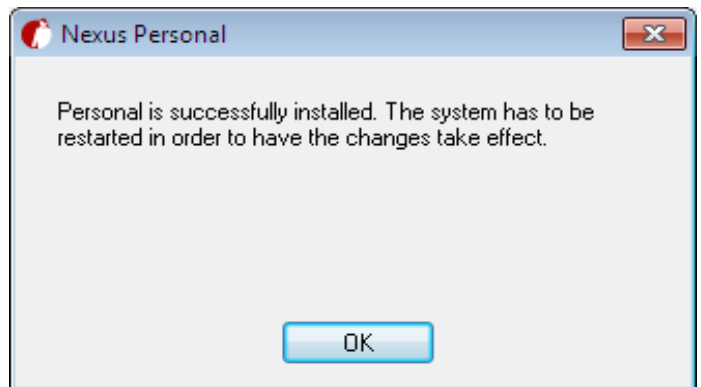 Nexus Personal
Personal is successfully installed. The system has to be
restarted in order to have the changes take effect.
OK